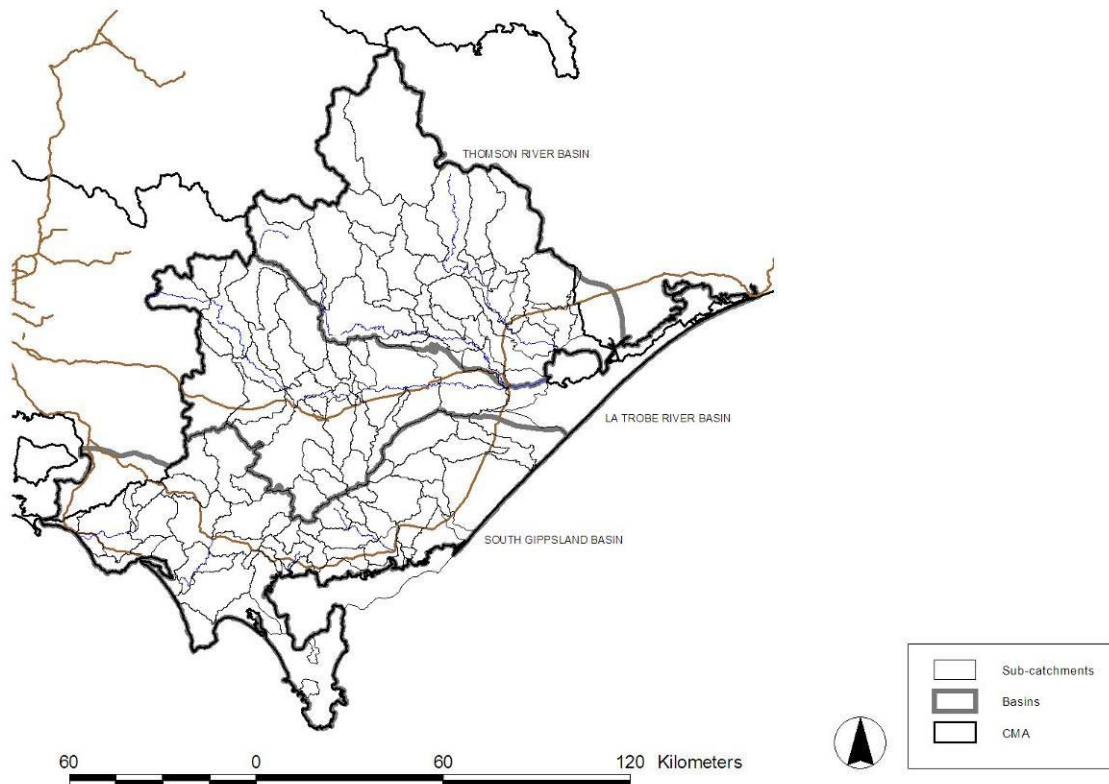 THOMSON RIVER BASIN
LA TROBE RIVER BASIN
SOUTH GIPPSLAND BASIN
Sub-catchments
Basins
CMA
60 0 60 120 Kilometers